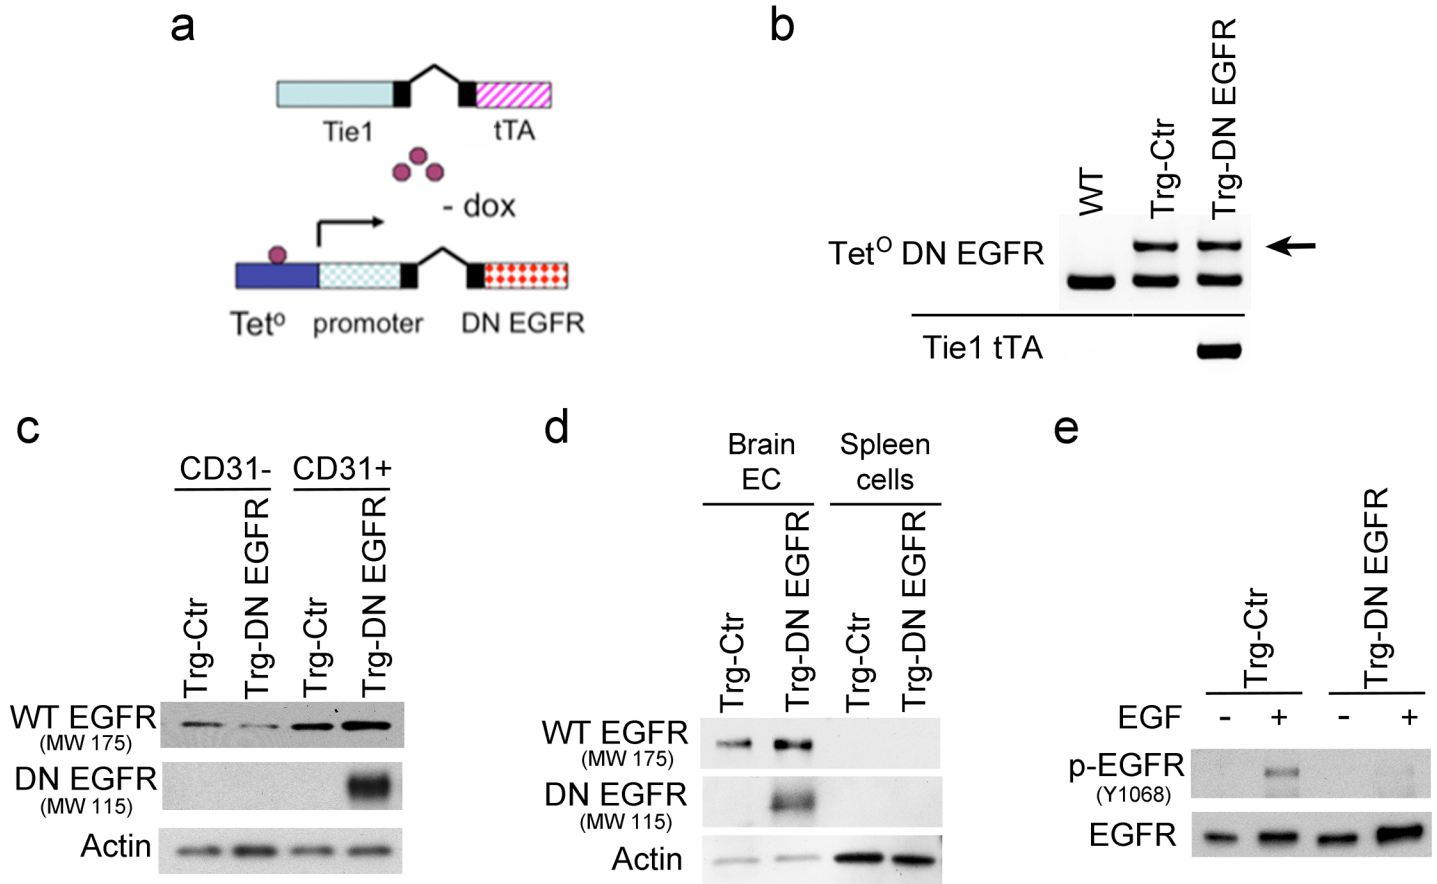 a
Tie1 tTA
- dox
Tetᴼ promoter DN EGFR
b
WT Trg-Ctr Trg-DN EGFR
Tetᴼ DN EGFR
Tie1 tTA
c
CD31- CD31+
Trg-Ctr Trg-DN EGFR Trg-Ctr Trg-DN EGFR
WT EGFR
(MW 175)
DN EGFR
(MW 115)
Actin
d
Brain EC Spleen cells
Trg-Ctr Trg-DN EGFR Trg-Ctr Trg-DN EGFR
WT EGFR
(MW 175)
DN EGFR
(MW 115)
Actin
e
Trg-Ctr Trg-DN EGFR
EGF - + - +
p-EGFR
(Y1068)
EGFR